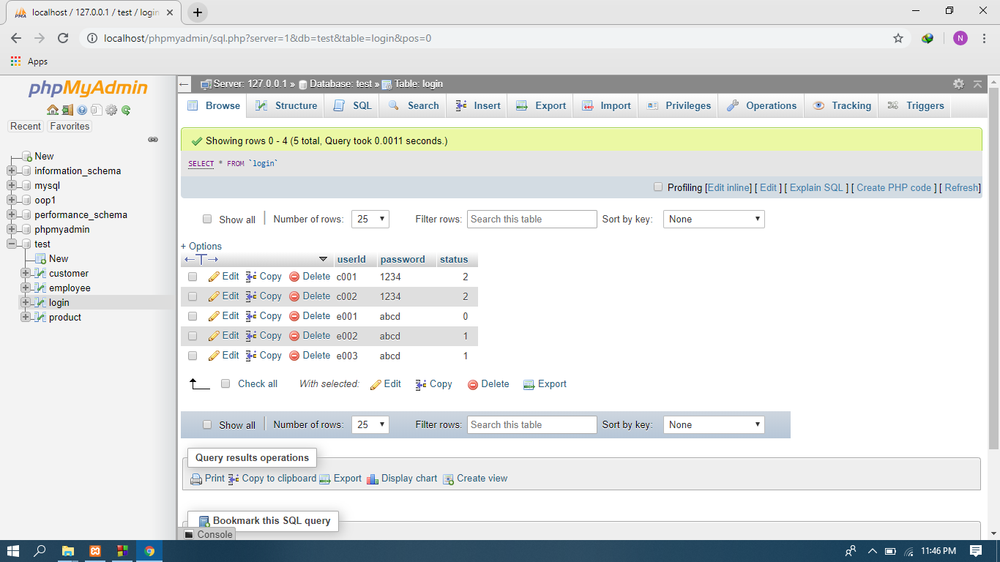 localhost / 127.0.0.1 / test / login
localhost/phpmyadmin/sql.php?server=1&db=test&table=login&pos=0
N
Apps
phpMyAdmin
Recent Favorites
New
information_schema
mysql
oop1
performance_schema
phpmyadmin
test
New
customer
employee
login
product
Server: 127.0.0.1 » Database: test » Table: login
Browse Structure SQL Search Insert Export Import Privileges Operations Tracking Triggers
Showing rows 0 - 4 (5 total, Query took 0.0011 seconds.)
SELECT * FROM `login`
Profiling [Edit inline] [ Edit ] [ Explain SQL ] [ Create PHP code ] [ Refresh]
Show all | Number of rows: 25 Filter rows: Search this table Sort by key: None
+ Options
←T→ userId password status
Edit Copy Delete c001 1234 2
Edit Copy Delete c002 1234 2
Edit Copy Delete e001 abcd 0
Edit Copy Delete e002 abcd 1
Edit Copy Delete e003 abcd 1
Check all With selected: Edit Copy Delete Export
Show all | Number of rows: 25 Filter rows: Search this table Sort by key: None
Query results operations
Print Copy to clipboard Export Display chart Create view
Bookmark this SQL query
Console
11:46 PM